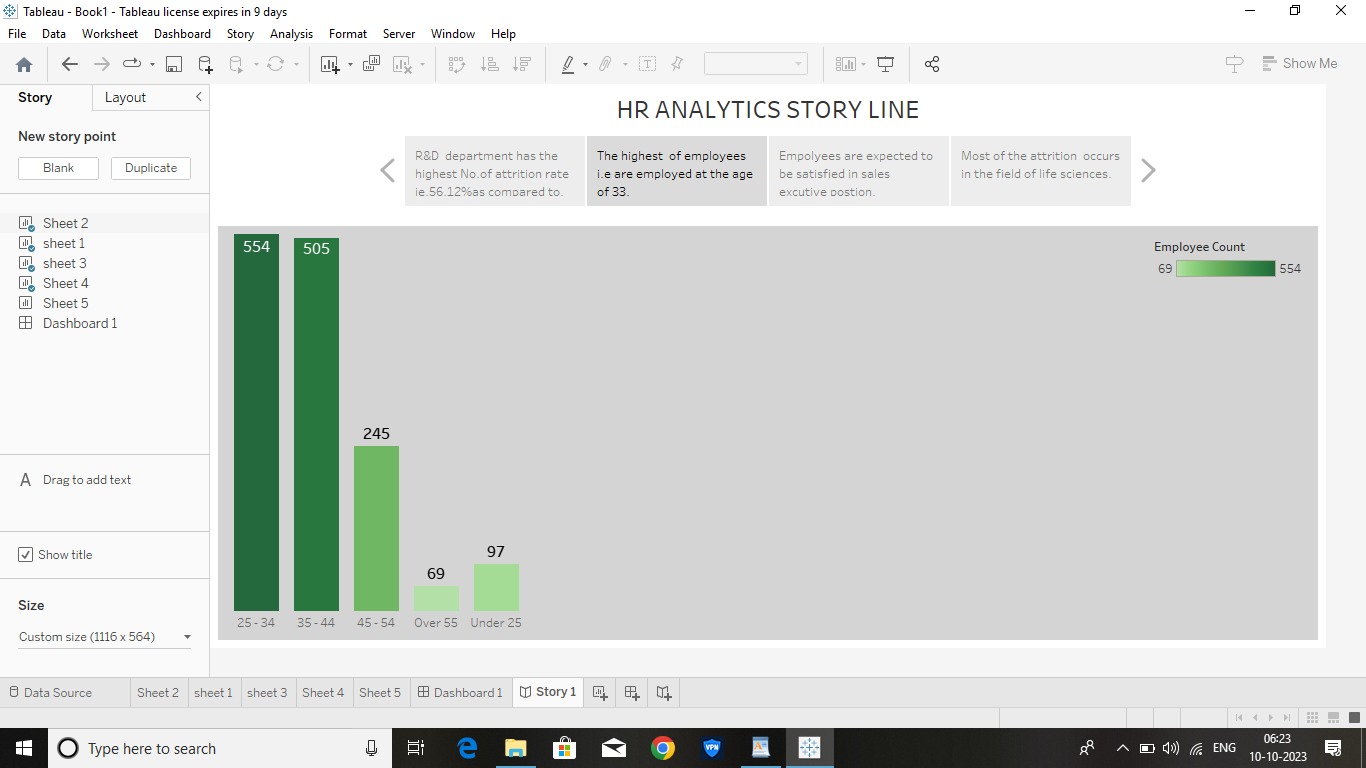 Tableau - Book1 - Tableau license expires in 9 days
File Data Worksheet Dashboard Story Analysis Format Server Window Help
Show Me
Story Layout
New story point
Blank Duplicate
Sheet 2
sheet 1
sheet 3
Sheet 4
Sheet 5
Dashboard 1
A Drag to add text
Show title
Size
Custom size (1116 x 564)
HR ANALYTICS STORY LINE
R&D department has the
highest No.of attrition rate
ie.56.12%as compared to.
The highest of employees
i.e are employed at the age
of 33.
Empolyees are expected to
be satisfied in sales
excutive postion.
Most of the attrition occurs
in the field of life sciences.
554
505
245
69
97
25 - 34 35 - 44 45 - 54 Over 55 Under 25
Employee Count
69 554
Data Source Sheet 2 sheet 1 sheet 3 Sheet 4 Sheet 5 Dashboard 1 Story 1
Type here to search
VPN
ENG
06:23
10-10-2023